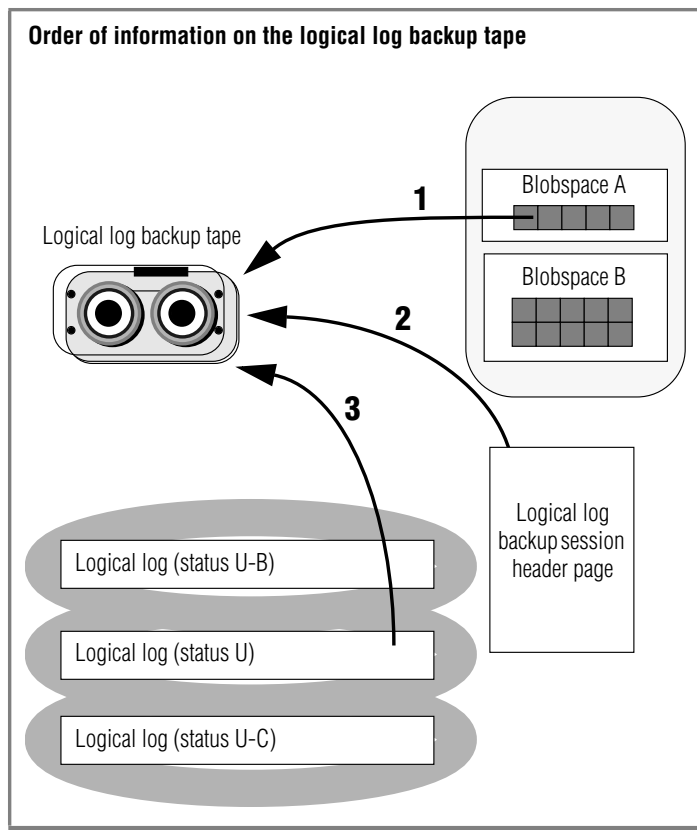 Order of information on the logical log backup tape
Blobspace A
1
Logical log backup tape
Blobspace B
2
3
Logical log
backup session
header page
Logical log (status U-B)
Logical log (status U)
Logical log (status U-C)